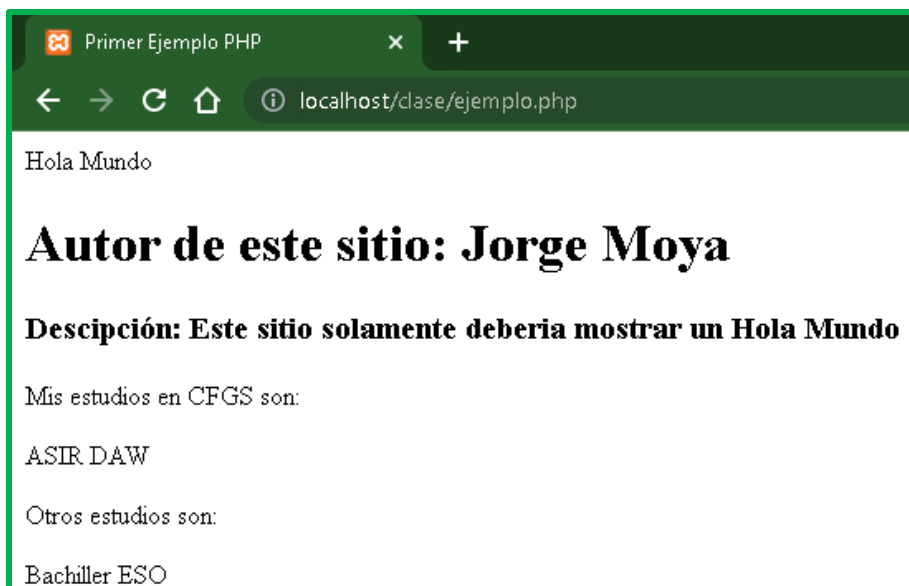 Primer Ejemplo PHP
localhost/clase/ejemplo.php
Hola Mundo
Autor de este sitio: Jorge Moya
Descipción: Este sitio solamente deberia mostrar un Hola Mundo
Mis estudios en CFGS son:
ASIR DAW
Otros estudios son:
Bachiller ESO